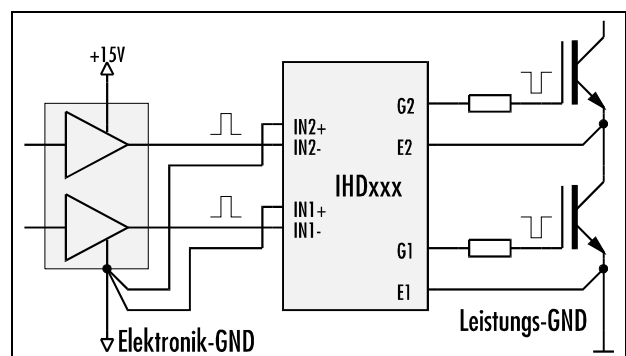 +15V
G2
IN2+
IN2-
E2
IHDxxx
IN1+
IN1-
G1
E1
Leistungs-GND
Elektronik-GND